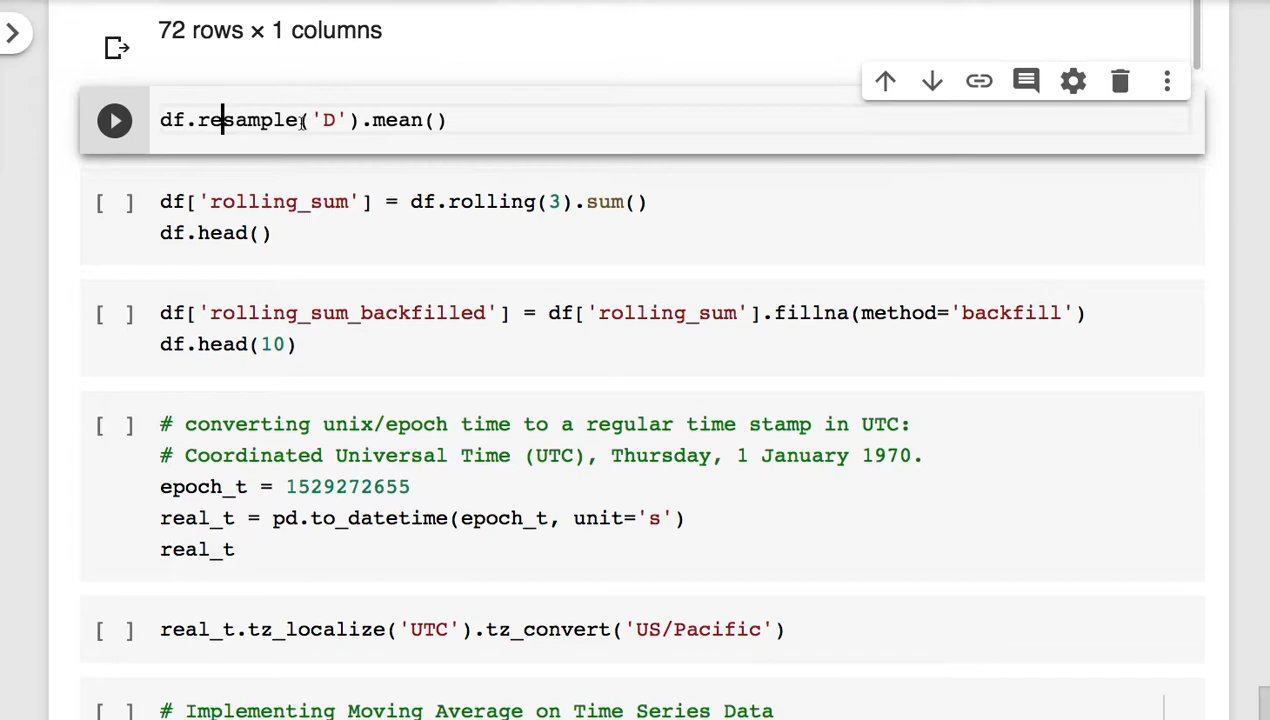 72 rows × 1 columns
df.resample('D').mean()
[ ] df['rolling_sum'] = df.rolling(3).sum()
df.head()
[ ] df['rolling_sum_backfilled'] = df['rolling_sum'].fillna(method='backfill')
df.head(10)
[ ] # converting unix/epoch time to a regular time stamp in UTC:
# Coordinated Universal Time (UTC), Thursday, 1 January 1970.
epoch_t = 1529272655
real_t = pd.to_datetime(epoch_t, unit='s')
real_t
[ ] real_t.tz_localize('UTC').tz_convert('US/Pacific')
[ ] # Implementing Moving Average on Time Series Data